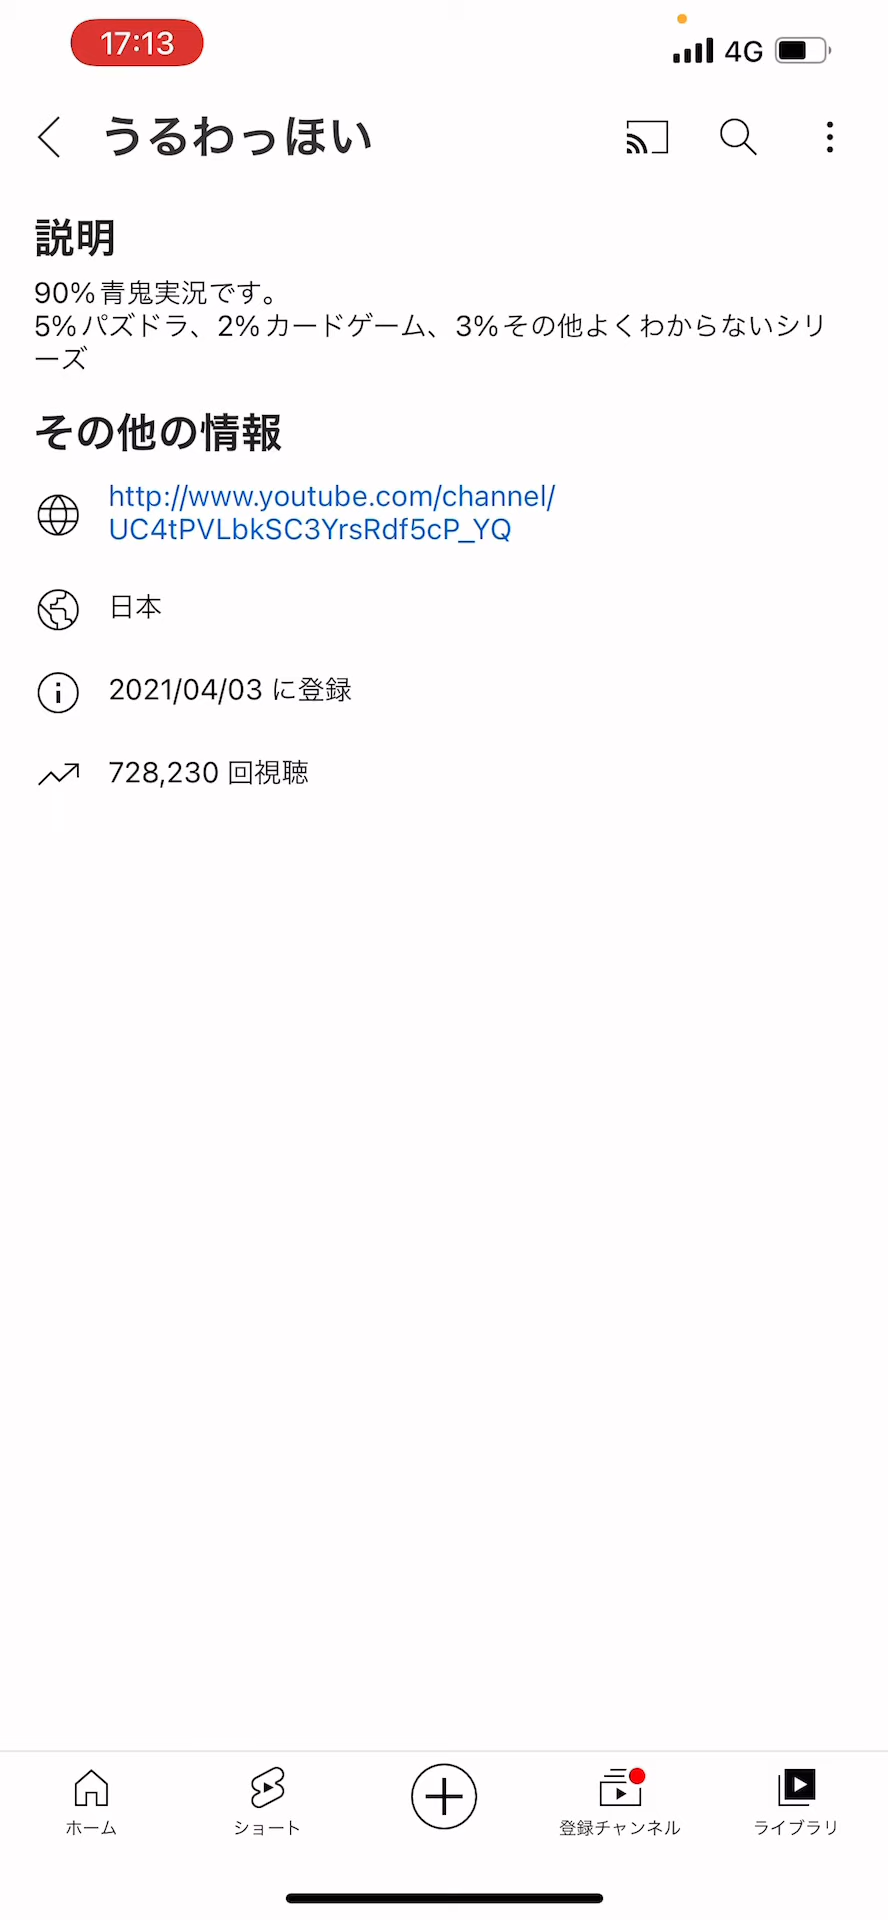 17:13
4G
うるわっほい
説明
90%青鬼実況です。
5%パズドラ、2%カードゲーム、3%その他よくわからないシリ
ーズ
その他の情報
http://www.youtube.com/channel/
UC4tPVLbkSC3YrsRdf5cP_YQ
日本
2021/04/03 に登録
728,230 回視聴
ホーム
ショート
登録チャンネル
ライブラリ